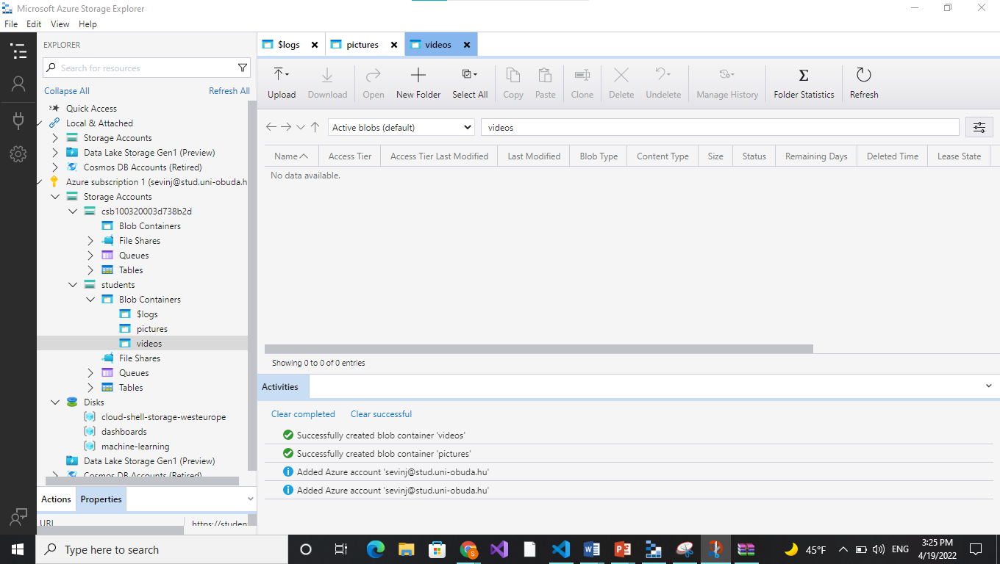 Microsoft Azure Storage Explorer
File Edit View Help
EXPLORER
Search for resources
Collapse All Refresh All
Quick Access
Local & Attached
Storage Accounts
Data Lake Storage Gen1 (Preview)
Cosmos DB Accounts (Retired)
Azure subscription 1 (sevinj@stud.uni-obuda.h
Storage Accounts
csb100320003d738b2d
Blob Containers
File Shares
Queues
Tables
students
Blob Containers
$logs
pictures
videos
File Shares
Queues
Tables
Disks
cloud-shell-storage-westeurope
dashboards
machine-learning
Data Lake Storage Gen1 (Preview)
Cosmos DB Accounts (Retired)
Actions Properties
URL https://studen
$logs pictures videos
Upload Download Open New Folder Select All Copy Paste Clone Delete Undelete Manage History Folder Statistics Refresh
Active blobs (default) videos
Name Access Tier Access Tier Last Modified Last Modified Blob Type Content Type Size Status Remaining Days Deleted Time Lease State
No data available.
Showing 0 to 0 of 0 entries
Activities
Clear completed Clear successful
Successfully created blob container 'videos'
Successfully created blob container 'pictures'
Added Azure account 'sevinj@stud.uni-obuda.hu'
Added Azure account 'sevinj@stud.uni-obuda.hu'
Type here to search
45°F ENG 3:25 PM
4/19/2022